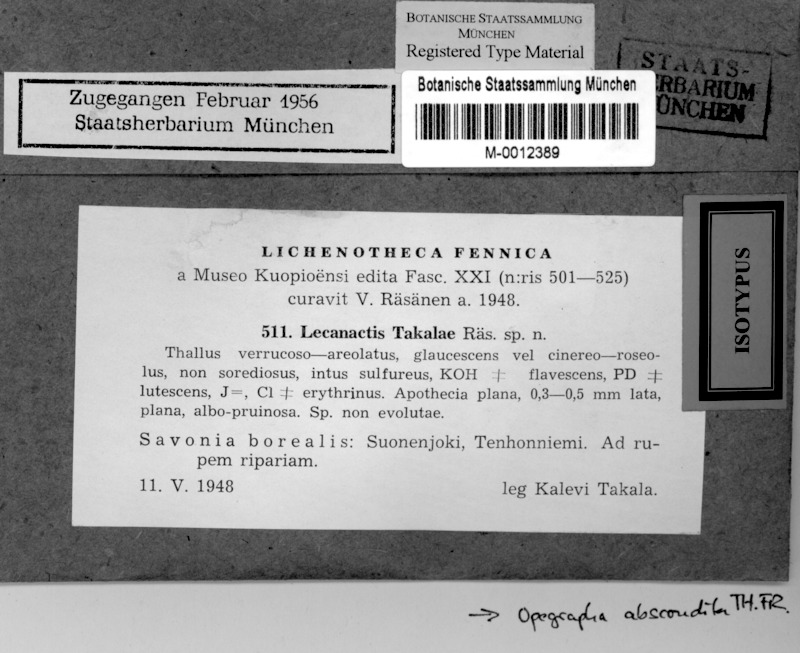 BOTANISCHE STAATSSAMMLUNG
MÜNCHEN
Registered Type Material
STAATS-
HERBARIUM
MÜNCHEN
Zugegangen Februar 1956
Staatsherbarium München
Botanische Staatssammlung München
M-0012389
ISOTYPUS
LICHENOTHECA FENNICA
a Museo Kuopioënsi edita Fasc. XXI (n:ris 501—525)
curavit V. Räsänen a. 1948.
511. Lecanactis Takalae Räs. sp. n.
Thallus verrucoso—areolatus, glaucescens vel cinereo—roseo-
lus, non sorediosus, intus sulfureus, KOH ∓ flavescens, PD ∓
lutescens, J=, Cl ∓ erythrinus. Apothecia plana, 0,3—0,5 mm lata,
plana, albo-pruinosa. Sp. non evolutae.
Savonia borealis: Suonenjoki, Tenhonniemi. Ad ru-
pem ripariam.
11. V. 1948 leg Kalevi Takala.
→ Opegrapha abscondita TH. FR.